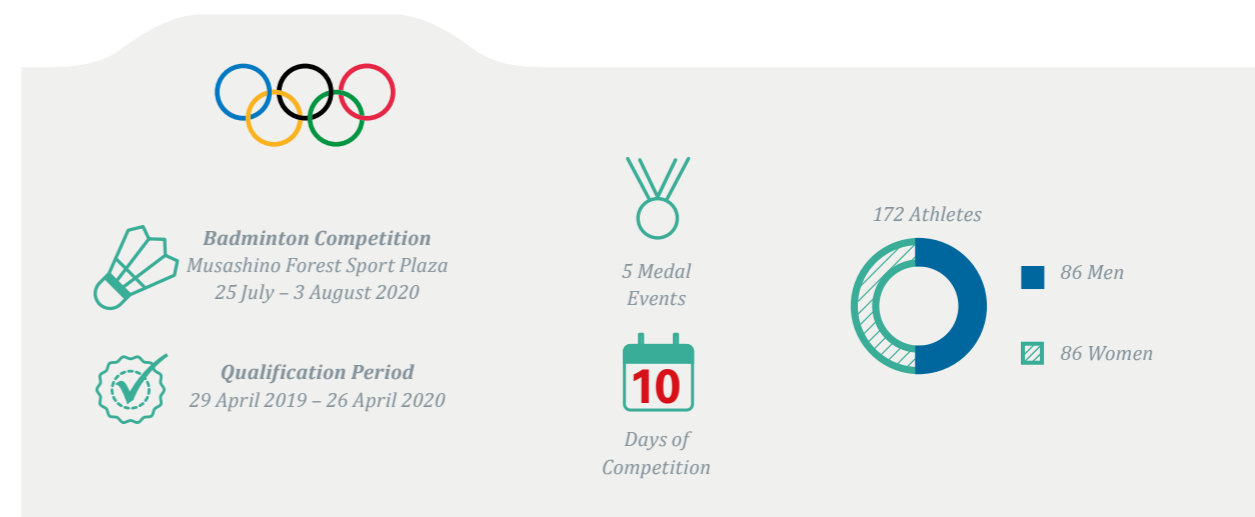 Badminton Competition
Musashino Forest Sport Plaza
25 July – 3 August 2020
Qualification Period
29 April 2019 – 26 April 2020
5 Medal
Events
10
Days of
Competition
172 Athletes
86 Men
86 Women